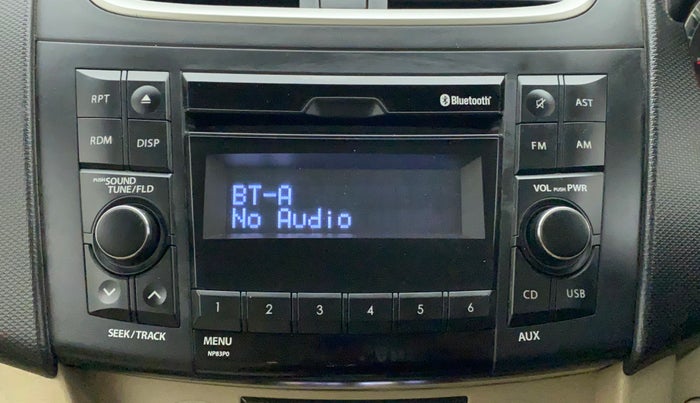 RPT
Bluetooth
AST
RDM
DISP
FM
AM
PUSH SOUND
TUNE/FLD
VOL PUSH PWR
BT-A
No Audio
1 2 3 4 5 6
CD
USB
SEEK/TRACK
MENU
AUX
NP83P0